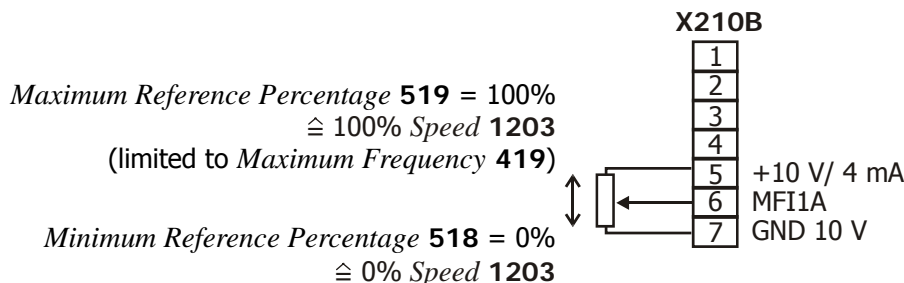 X210B
1
2
3
4
5 +10 V/ 4 mA
6 MFI1A
7 GND 10 V
Maximum Reference Percentage 519 = 100%
≙ 100% Speed 1203
(limited to Maximum Frequency 419)
Minimum Reference Percentage 518 = 0%
≙ 0% Speed 1203